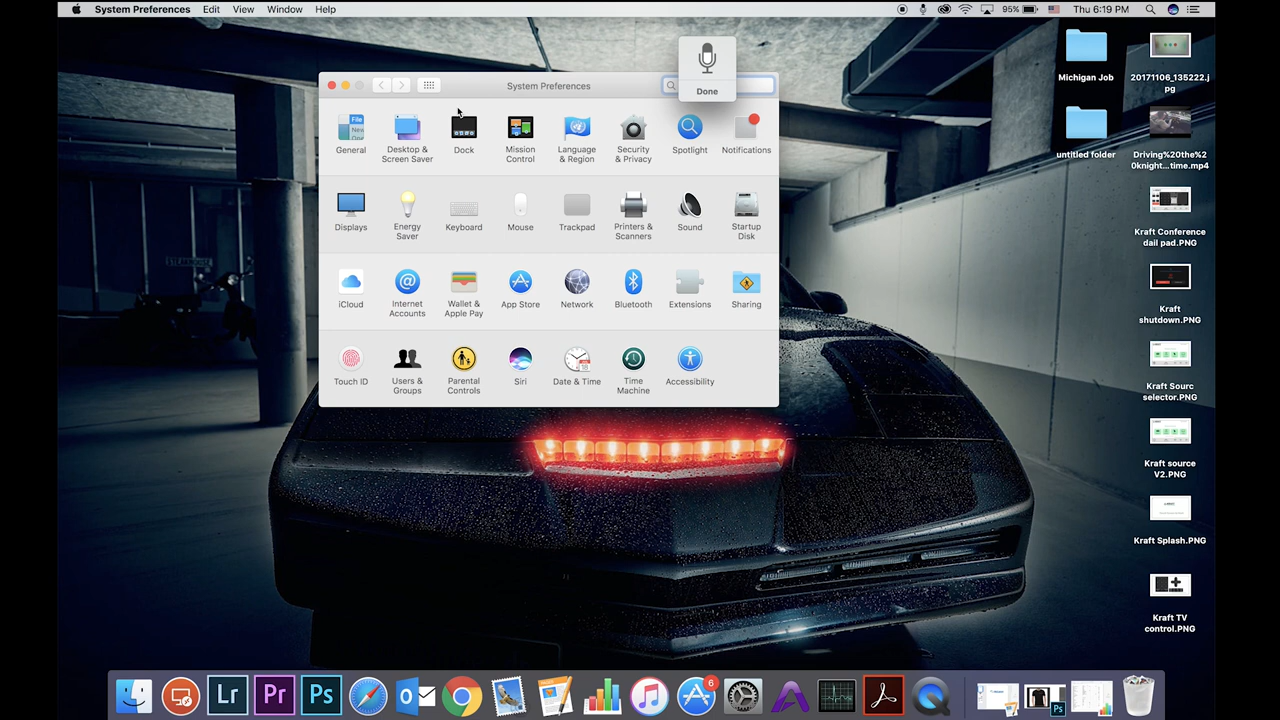 System Preferences Edit View Window Help
95% Thu 6:19 PM
Done
System Preferences
General
Desktop &
Screen Saver
Dock
Mission
Control
Language
& Region
Security
& Privacy
Spotlight
Notifications
Displays
Energy
Saver
Keyboard
Mouse
Trackpad
Printers &
Scanners
Sound
Startup
Disk
iCloud
Internet
Accounts
Wallet &
Apple Pay
App Store
Network
Bluetooth
Extensions
Sharing
Touch ID
Users &
Groups
Parental
Controls
Siri
Date & Time
Time
Machine
Accessibility
File
New
Michigan Job
20171106_135222.j
pg
untitled folder
Driving%20the%2
0knight...time.mp4
Kraft Conference
dail pad.PNG
Kraft
shutdown.PNG
Kraft Sourc
selector.PNG
Kraft source
V2.PNG
Kraft Splash.PNG
Kraft TV
control.PNG
STEAKHOUSE
Lr
Pr
Ps
6
Ps